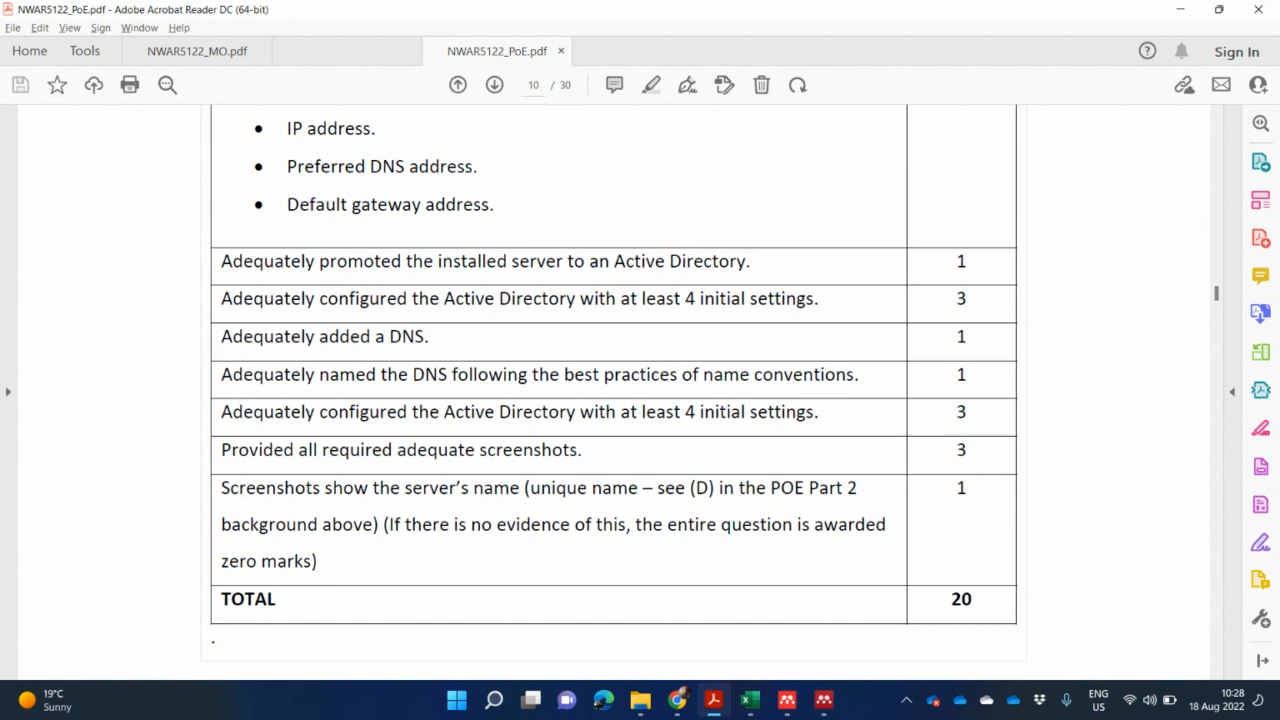 NWAR5122_PoE.pdf - Adobe Acrobat Reader DC (64-bit)
File Edit View Sign Window Help
Home Tools NWAR5122_MO.pdf NWAR5122_PoE.pdf × Sign In
10 / 30
• IP address.
• Preferred DNS address.
• Default gateway address.
Adequately promoted the installed server to an Active Directory. 1
Adequately configured the Active Directory with at least 4 initial settings. 3
Adequately added a DNS. 1
Adequately named the DNS following the best practices of name conventions. 1
Adequately configured the Active Directory with at least 4 initial settings. 3
Provided all required adequate screenshots. 3
Screenshots show the server's name (unique name – see (D) in the POE Part 2 1
background above) (If there is no evidence of this, the entire question is awarded
zero marks)
TOTAL 20
.
19°C
Sunny
ENG
US
10:28
18 Aug 2022